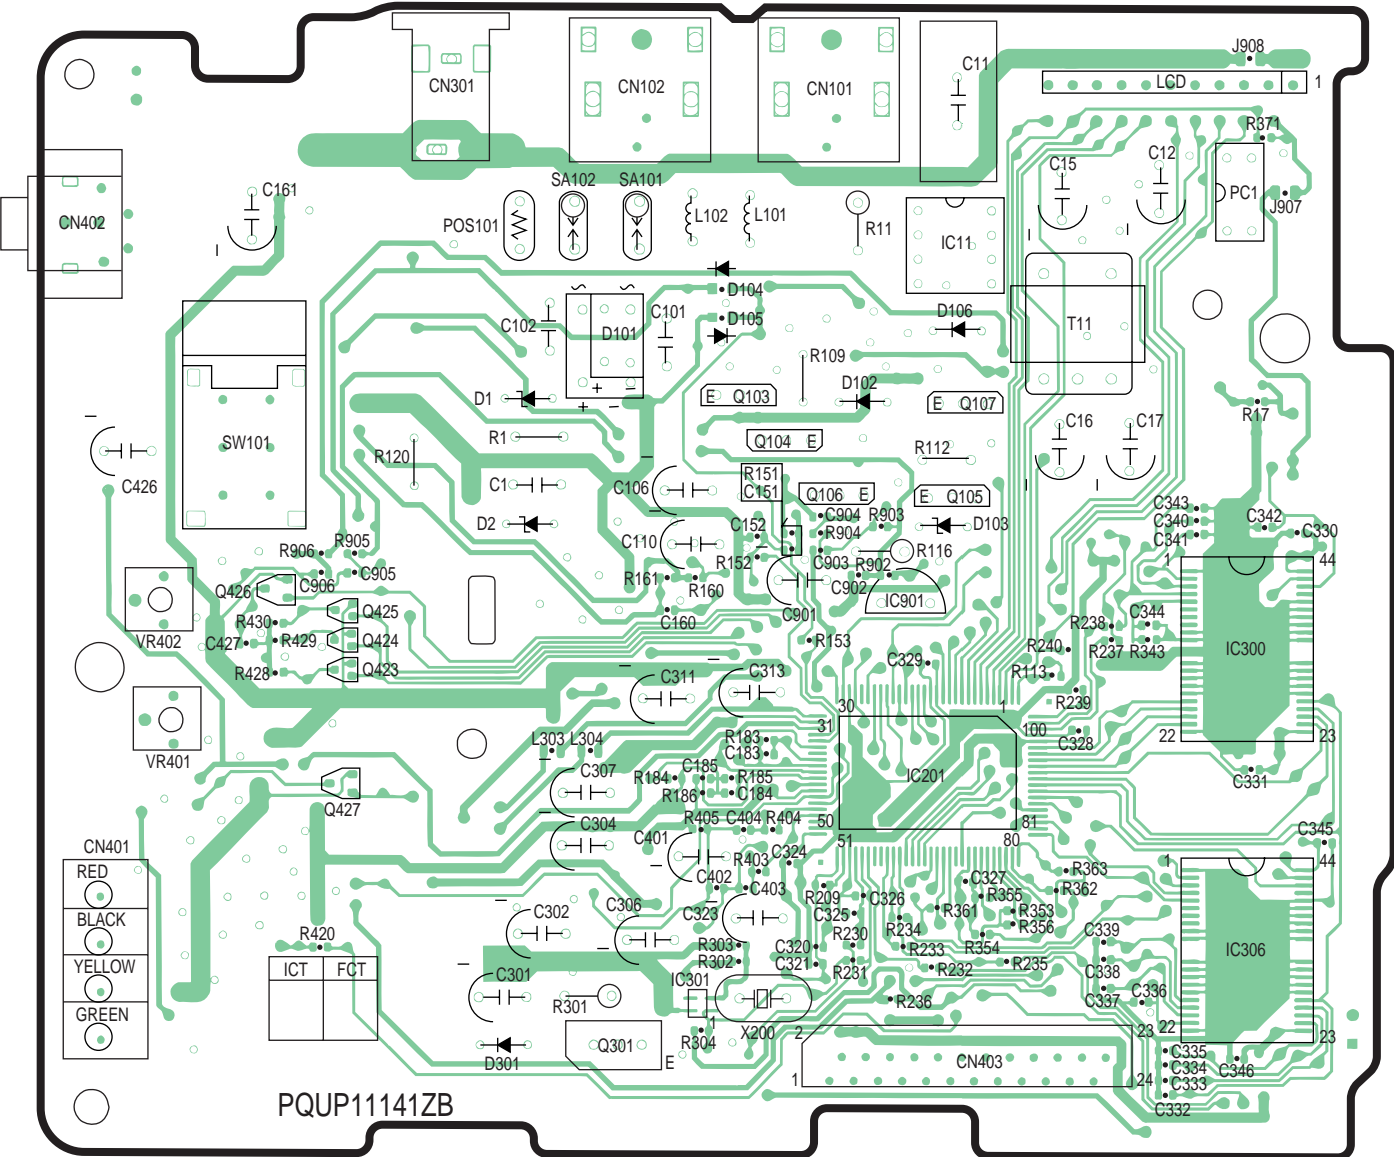 J908
CN301
CN102
CN101
C11
LCD
1
R371
C161
SA102
SA101
C15
C12
CN402
POS101
L102
L101
R11
IC11
PC1
J907
D104
C102
D101
C101
D105
D106
T11
R109
D1
D102
E Q103
E Q107
R17
SW101
R1
Q104 E
C16
C17
R120
R112
C426
C1
C106
R151
C151
Q106 E
E Q105
D2
C904
R903
D103
C343
C340
C341
C342
C330
C152
R904
C110
R906
R905
R152
C903
R116
1
44
C906
C905
R161
R160
C902
R902
Q426
C901
IC901
Q425
C160
R430
VR402
C427
R429
Q424
R153
R238
C344
R240
R237
R343
IC300
R428
Q423
C329
R113
C311
C313
R239
30
1
31
100
VR401
L303
L304
R183
C183
C328
22
23
C307
R184
C185
R185
IC201
C331
R186
C184
Q427
C304
C401
R405
C404
R404
50
81
CN401
51
80
C345
RED
R403
C324
1
44
C402
C403
C327
R363
BLACK
C302
C306
C323
R209
C326
R355
R362
C325
R361
R353
R356
R420
R303
C320
R230
R234
R354
C339
YELLOW
ICT
FCT
R302
C321
R231
R233
R232
R235
C338
IC306
C301
IC301
C337
C336
GREEN
R301
1
X200
R236
2
23
22
23
D301
Q301
E
R304
CN403
C335
C334
C346
1
24
C333
C332
PQUP11141ZB